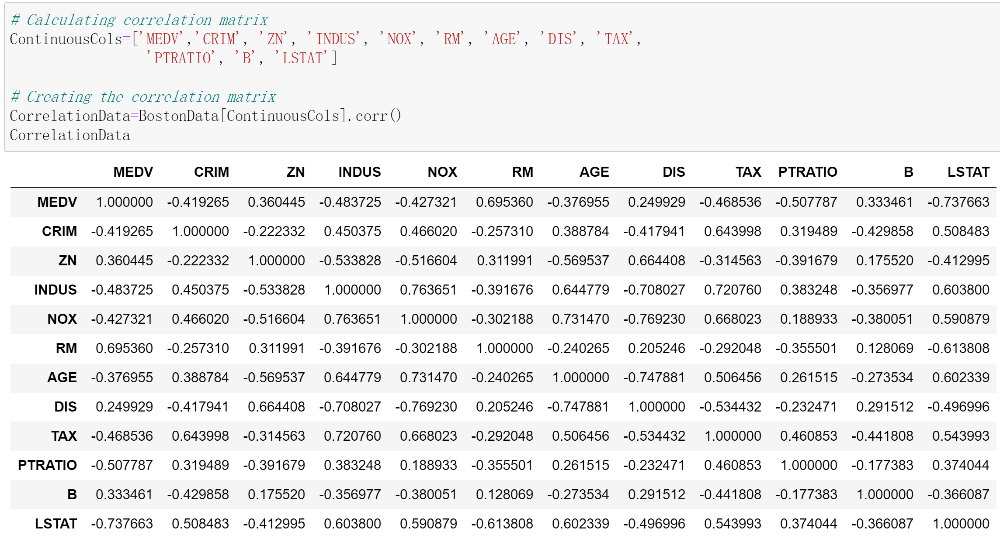 # Calculating correlation matrix
ContinuousCols=['MEDV','CRIM', 'ZN', 'INDUS', 'NOX', 'RM', 'AGE', 'DIS', 'TAX',
'PTRATIO', 'B', 'LSTAT']
# Creating the correlation matrix
CorrelationData=BostonData[ContinuousCols].corr()
CorrelationData
MEDV CRIM ZN INDUS NOX RM AGE DIS TAX PTRATIO B LSTAT
MEDV 1.000000 -0.419265 0.360445 -0.483725 -0.427321 0.695360 -0.376955 0.249929 -0.468536 -0.507787 0.333461 -0.737663
CRIM -0.419265 1.000000 -0.222332 0.450375 0.466020 -0.257310 0.388784 -0.417941 0.643998 0.319489 -0.429858 0.508483
ZN 0.360445 -0.222332 1.000000 -0.533828 -0.516604 0.311991 -0.569537 0.664408 -0.314563 -0.391679 0.175520 -0.412995
INDUS -0.483725 0.450375 -0.533828 1.000000 0.763651 -0.391676 0.644779 -0.708027 0.720760 0.383248 -0.356977 0.603800
NOX -0.427321 0.466020 -0.516604 0.763651 1.000000 -0.302188 0.731470 -0.769230 0.668023 0.188933 -0.380051 0.590879
RM 0.695360 -0.257310 0.311991 -0.391676 -0.302188 1.000000 -0.240265 0.205246 -0.292048 -0.355501 0.128069 -0.613808
AGE -0.376955 0.388784 -0.569537 0.644779 0.731470 -0.240265 1.000000 -0.747881 0.506456 0.261515 -0.273534 0.602339
DIS 0.249929 -0.417941 0.664408 -0.708027 -0.769230 0.205246 -0.747881 1.000000 -0.534432 -0.232471 0.291512 -0.496996
TAX -0.468536 0.643998 -0.314563 0.720760 0.668023 -0.292048 0.506456 -0.534432 1.000000 0.460853 -0.441808 0.543993
PTRATIO -0.507787 0.319489 -0.391679 0.383248 0.188933 -0.355501 0.261515 -0.232471 0.460853 1.000000 -0.177383 0.374044
B 0.333461 -0.429858 0.175520 -0.356977 -0.380051 0.128069 -0.273534 0.291512 -0.441808 -0.177383 1.000000 -0.366087
LSTAT -0.737663 0.508483 -0.412995 0.603800 0.590879 -0.613808 0.602339 -0.496996 0.543993 0.374044 -0.366087 1.000000